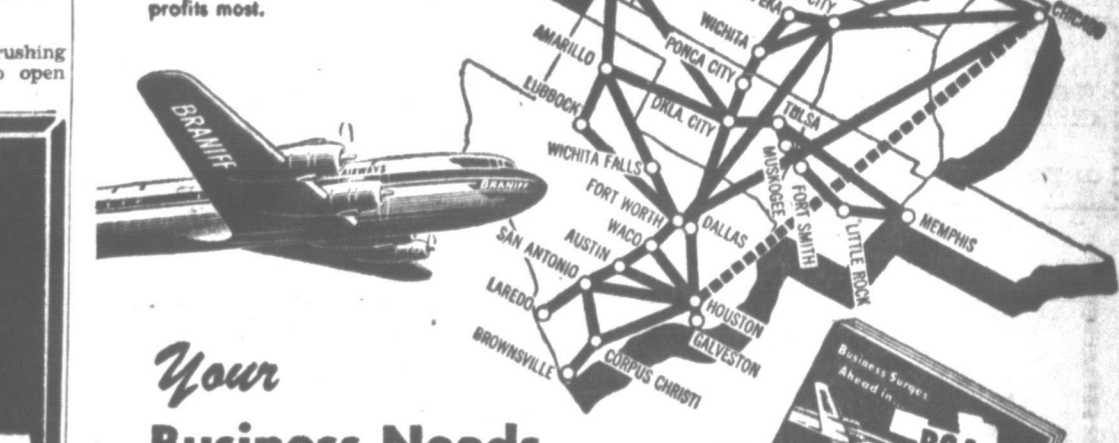 profits most.
rushing
open
BRANIFF
AIRWAYS
BRANIFF
CITY
CHICAGO
WICHITA
AMARILLO
PONCA CITY
LUBBOCK
OKLA. CITY
TULSA
WICHITA FALLS
MUSKOGEE
FORT SMITH
FORT WORTH
DALLAS
LITTLE ROCK
MEMPHIS
WACO
AUSTIN
SAN ANTONIO
LAREDO
HOUSTON
GALVESTON
BROWNSVILLE
CORPUS CHRISTI
Your
Business Needs
Business Surges
Ahead in...